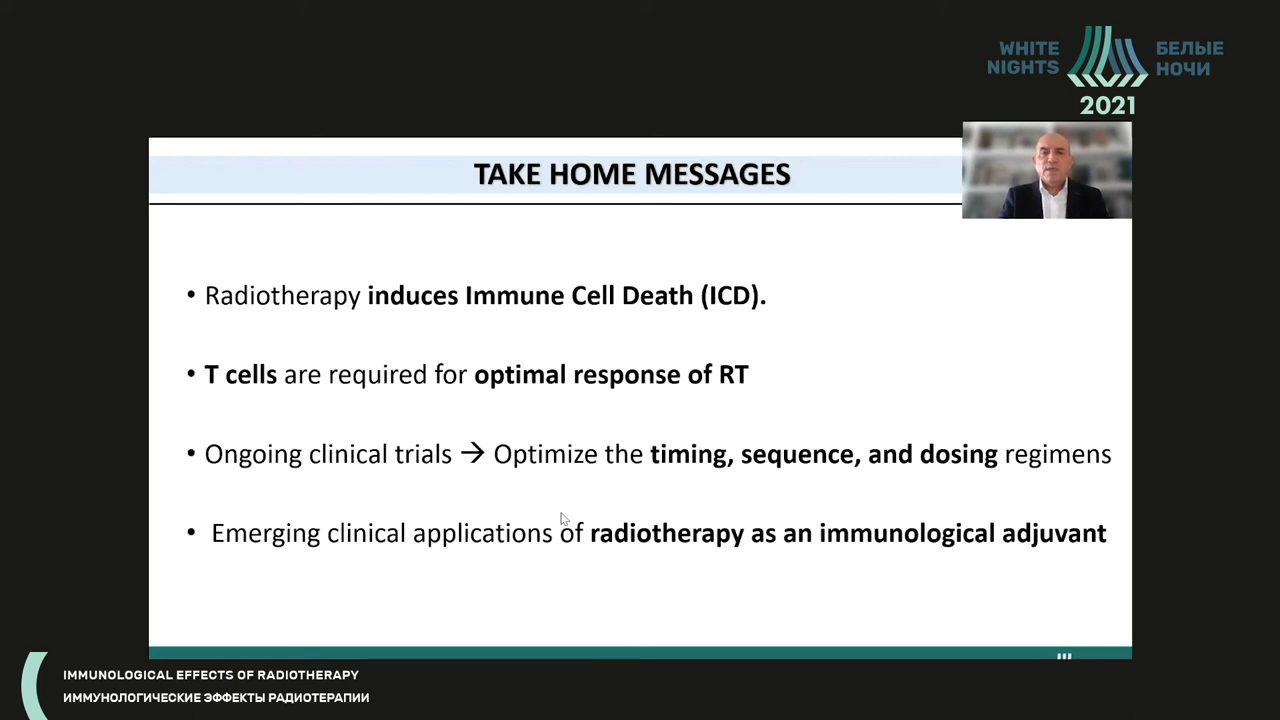 WHITE
NIGHTS
БЕЛЫЕ
НОЧИ
2021
TAKE HOME MESSAGES
• Radiotherapy induces Immune Cell Death (ICD).
• T cells are required for optimal response of RT
• Ongoing clinical trials → Optimize the timing, sequence, and dosing regimens
• Emerging clinical applications of radiotherapy as an immunological adjuvant
IMMUNOLOGICAL EFFECTS OF RADIOTHERAPY
ИММУНОЛОГИЧЕСКИЕ ЭФФЕКТЫ РАДИОТЕРАПИИ